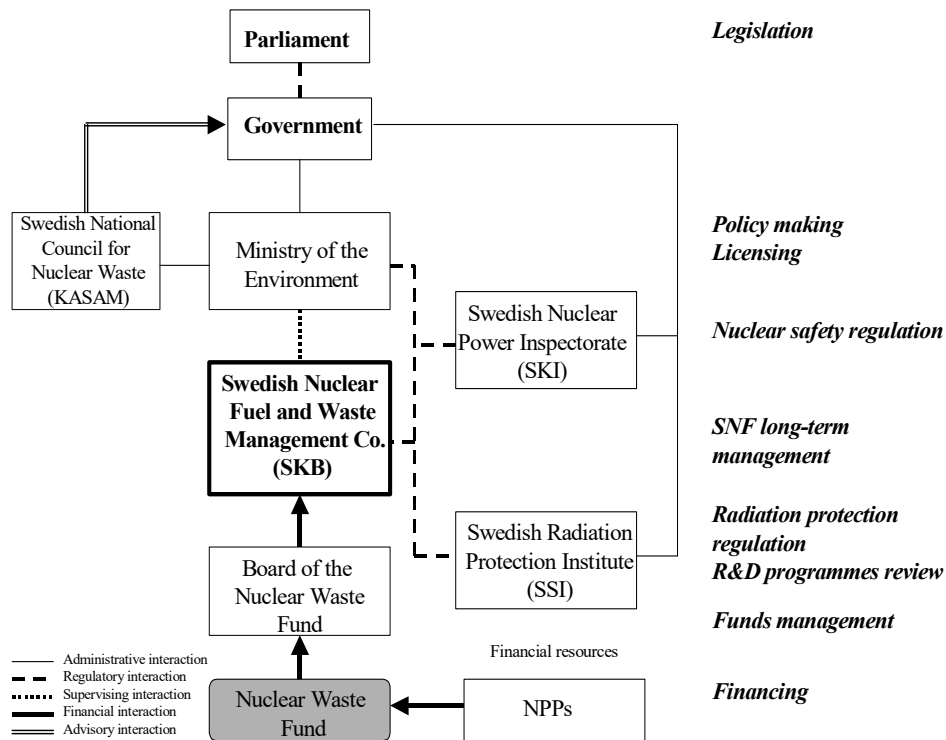 Parliament
Legislation
Government
Swedish National
Council for
Nuclear Waste
(KASAM)
Ministry of the
Environment
Policy making
Licensing
Swedish Nuclear
Power Inspectorate
(SKI)
Nuclear safety regulation
Swedish Nuclear
Fuel and Waste
Management Co.
(SKB)
SNF long-term
management
Swedish Radiation
Protection Institute
(SSI)
Radiation protection
regulation
R&D programmes review
Board of the
Nuclear Waste
Fund
Funds management
Administrative interaction
Regulatory interaction
Supervising interaction
Financial interaction
Advisory interaction
Nuclear Waste
Fund
Financial resources
NPPs
Financing